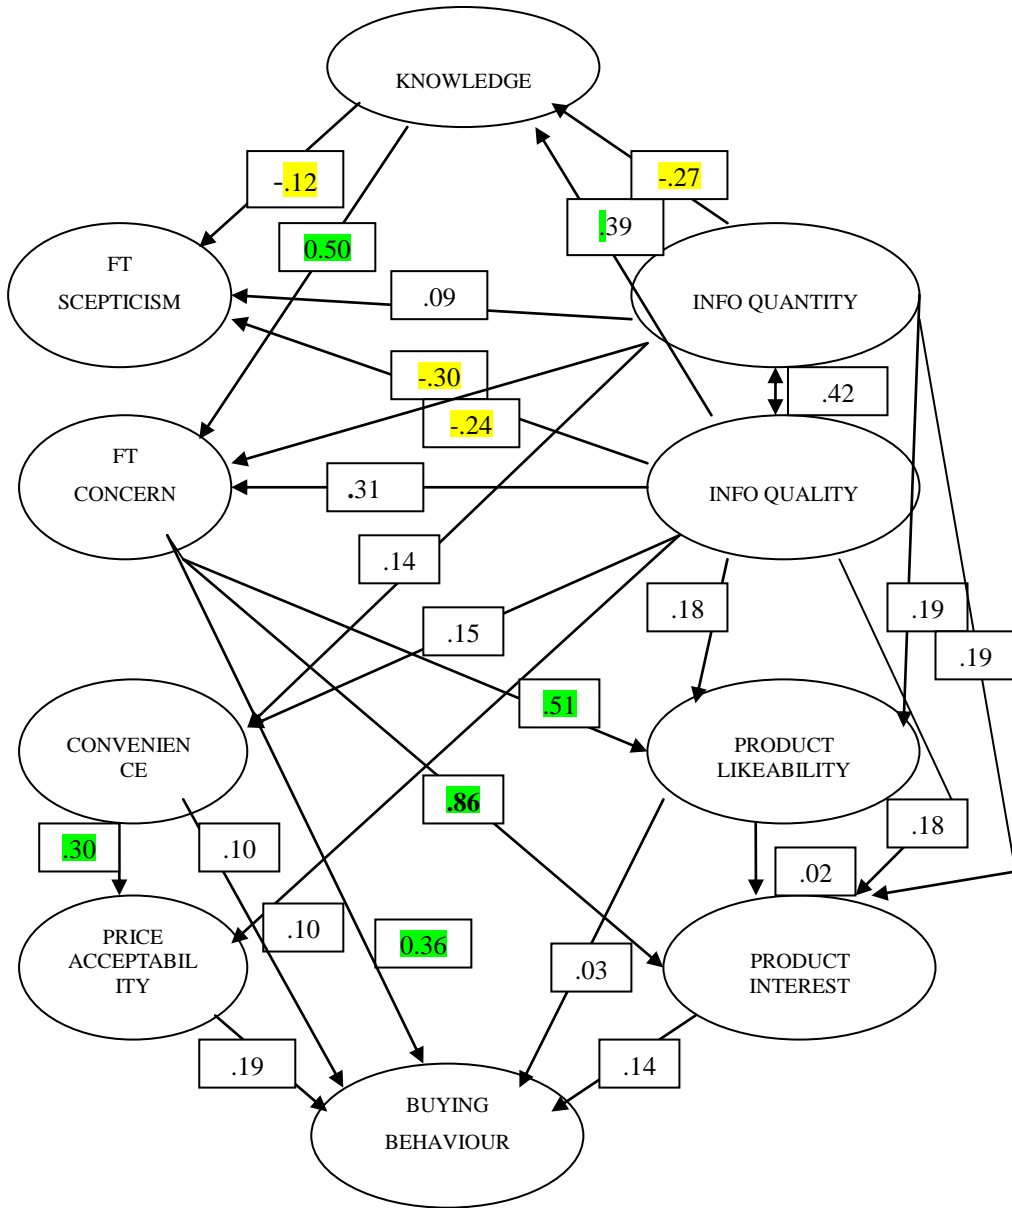 KNOWLEDGE
-.12
-.27
.39
FT
SCEPTICISM
0.50
.09
INFO QUANTITY
-.30
.42
-.24
FT
CONCERN
.31
INFO QUALITY
.14
.15
.18
.19
.19
.51
CONVENIEN
CE
PRODUCT
LIKEABILITY
.86
.30
.10
.18
.02
PRICE
ACCEPTABIL
ITY
.10
0.36
.03
PRODUCT
INTEREST
.19
.14
BUYING
BEHAVIOUR